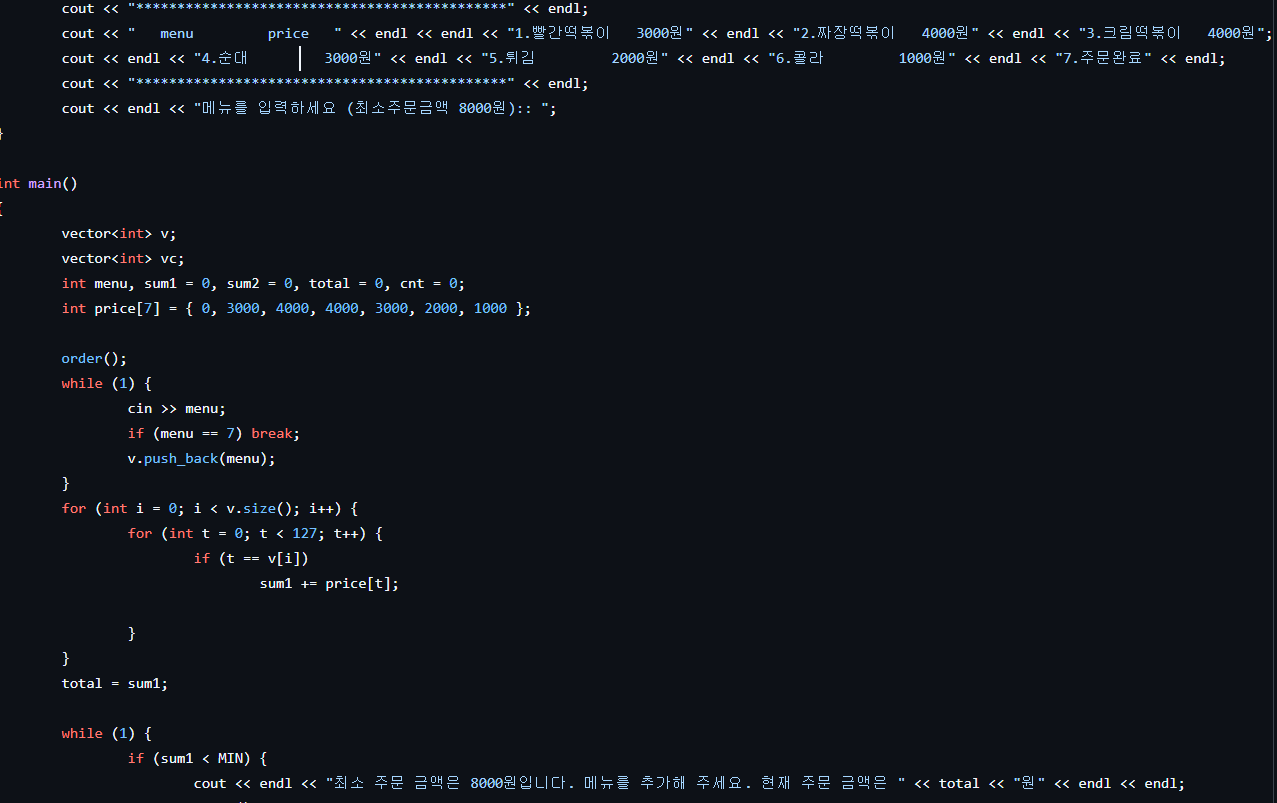 cout << "*********************************************" << endl;
cout << "   menu         price   " << endl << endl << "1.빨간떡볶이   3000원" << endl << "2.짜장떡볶이   4000원" << endl << "3.크림떡볶이   4000원";
cout << endl << "4.순대         3000원" << endl << "5.튀김         2000원" << endl << "6.콜라         1000원" << endl << "7.주문완료" << endl;
cout << "*********************************************" << endl;
cout << endl << "메뉴를 입력하세요 (최소주문금액 8000원):: ";
}
int main()
{
vector<int> v;
vector<int> vc;
int menu, sum1 = 0, sum2 = 0, total = 0, cnt = 0;
int price[7] = { 0, 3000, 4000, 4000, 3000, 2000, 1000 };
order();
while (1) {
cin >> menu;
if (menu == 7) break;
v.push_back(menu);
}
for (int i = 0; i < v.size(); i++) {
for (int t = 0; t < 127; t++) {
if (t == v[i])
sum1 += price[t];
}
}
total = sum1;
while (1) {
if (sum1 < MIN) {
cout << endl << "최소 주문 금액은 8000원입니다. 메뉴를 추가해 주세요. 현재 주문 금액은 " << total << "원" << endl << endl;